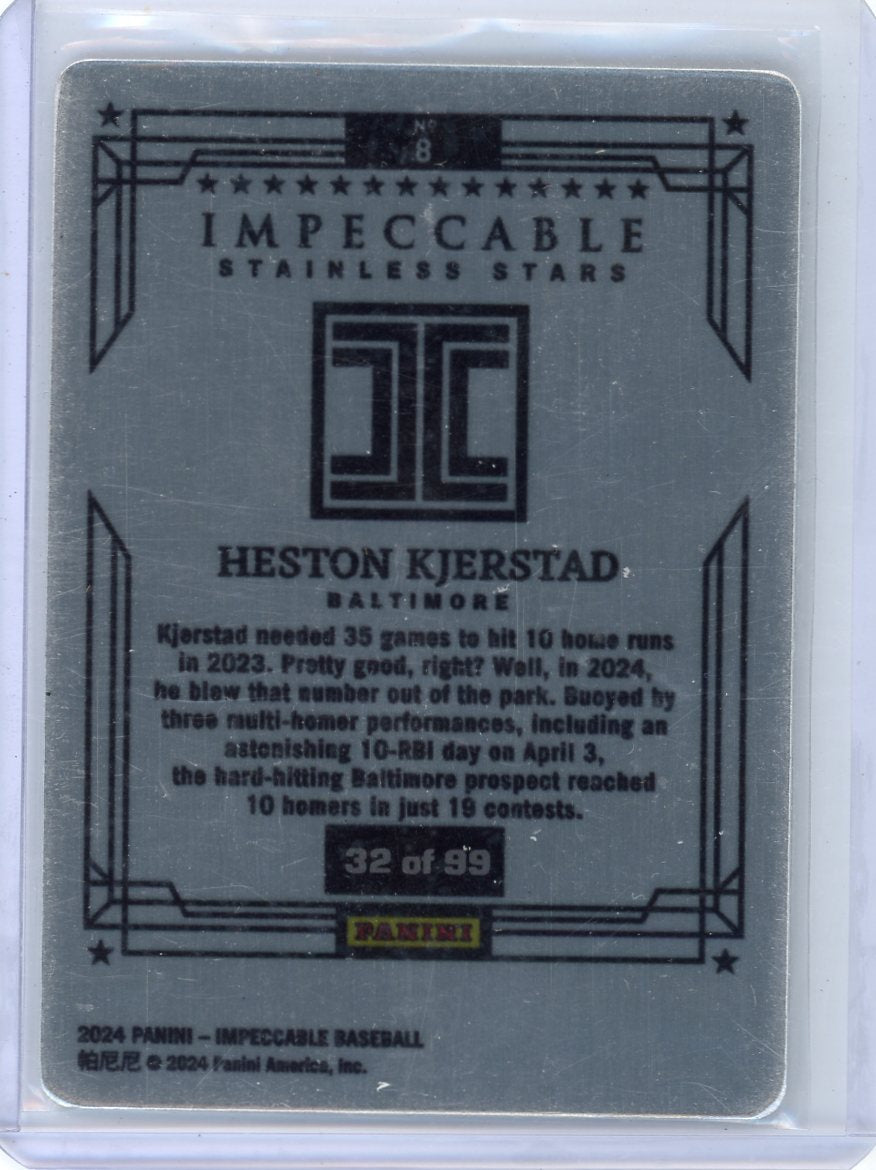 Nº
8
IMPECCABLE
STAINLESS STARS
HESTON KJERSTAD
BALTIMORE
Kjerstad needed 35 games to hit 10 home runs
in 2023. Pretty good, right? Well, in 2024,
he blew that number out of the park. Buoyed by
three multi-homer performances, including an
astonishing 10-RBI day on April 3,
the hard-hitting Baltimore prospect reached
10 homers in just 19 contests.
32 of 99
PANINI
2024 PANINI – IMPECCABLE BASEBALL
帕尼尼 © 2024 Panini America, Inc.